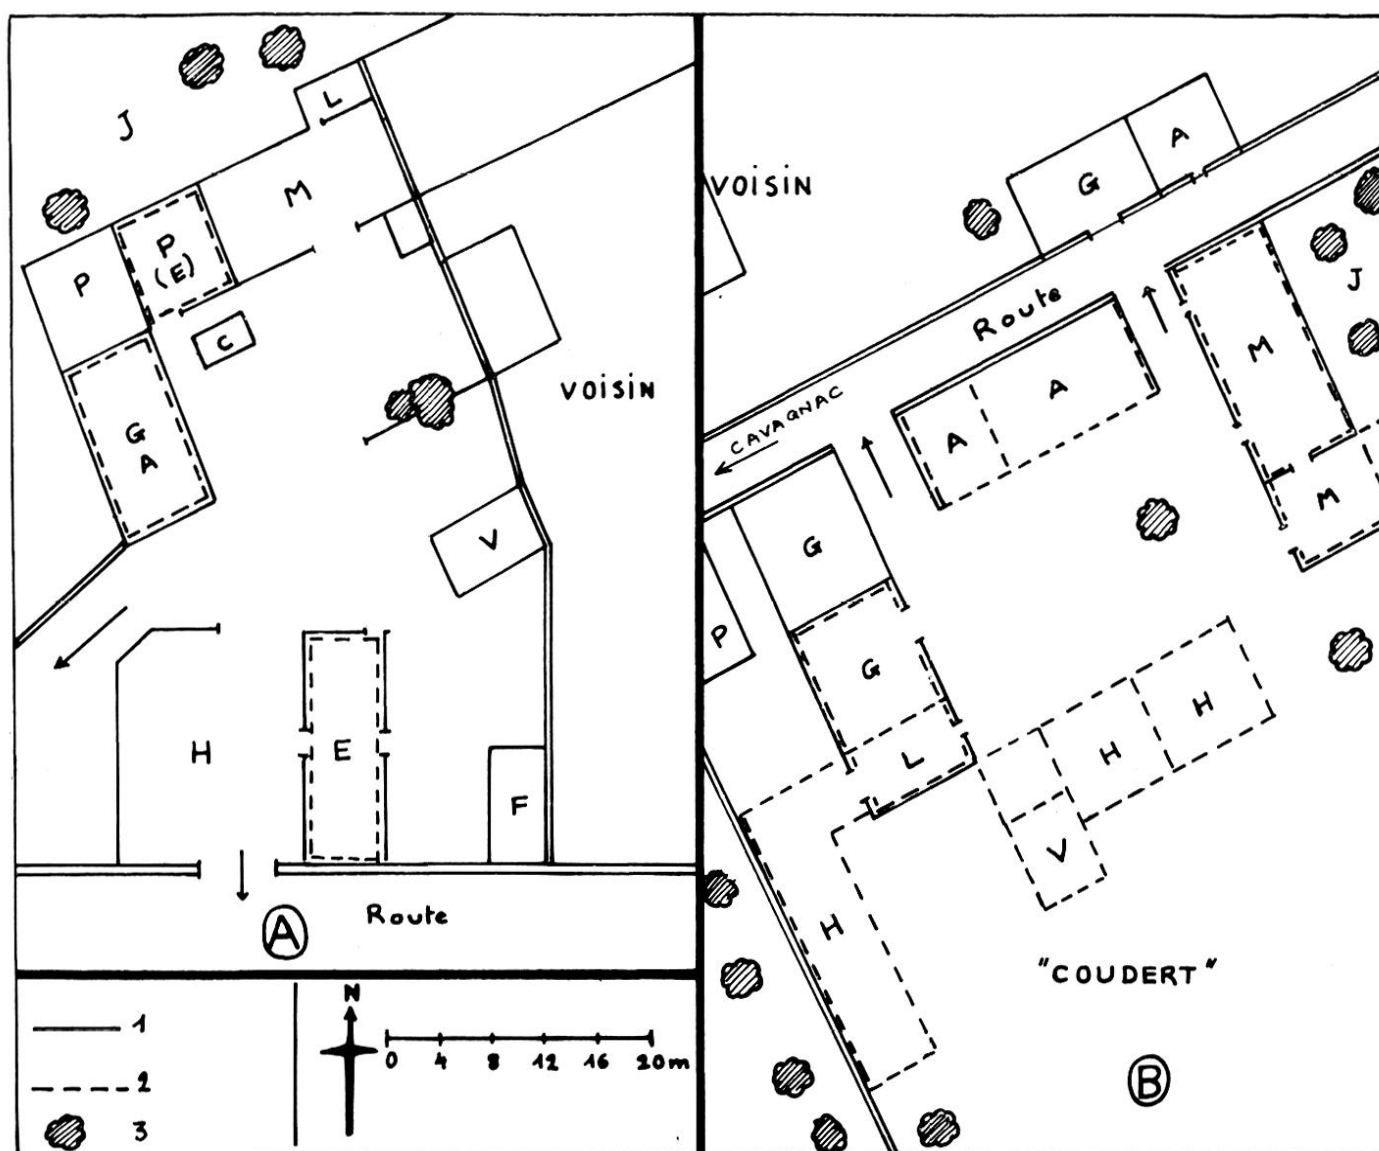 J
L
M
P
P
(E)
C
G
A
VOISIN
V
H
E
F
A
Route
1
2
3
N
0 4 8 12 16 20m
VOISIN
G
A
Route
J
M
A
A
CAVAGNAC
M
G
P
G
L
H
H
V
H
"COUDERT"
B